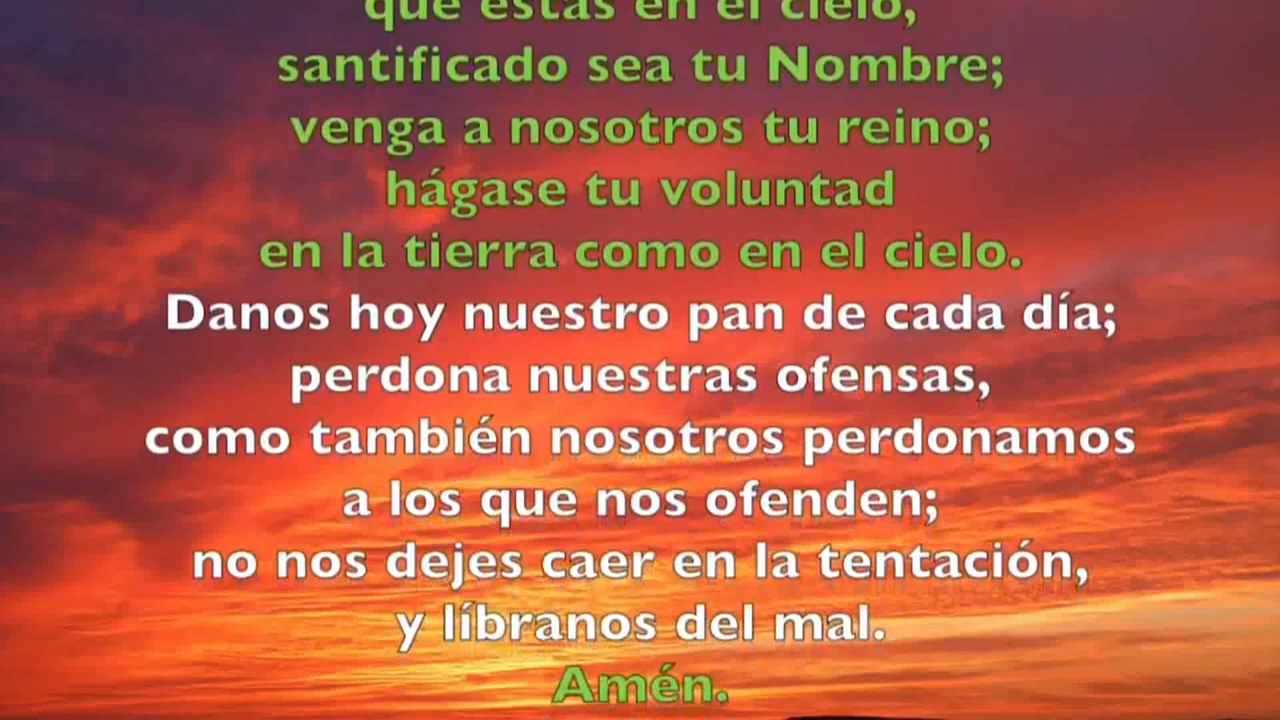 que estás en el cielo,
santificado sea tu Nombre;
venga a nosotros tu reino;
hágase tu voluntad
en la tierra como en el cielo.
Danos hoy nuestro pan de cada día;
perdona nuestras ofensas,
como también nosotros perdonamos
a los que nos ofenden;
no nos dejes caer en la tentación,
y líbranos del mal.
Amén.